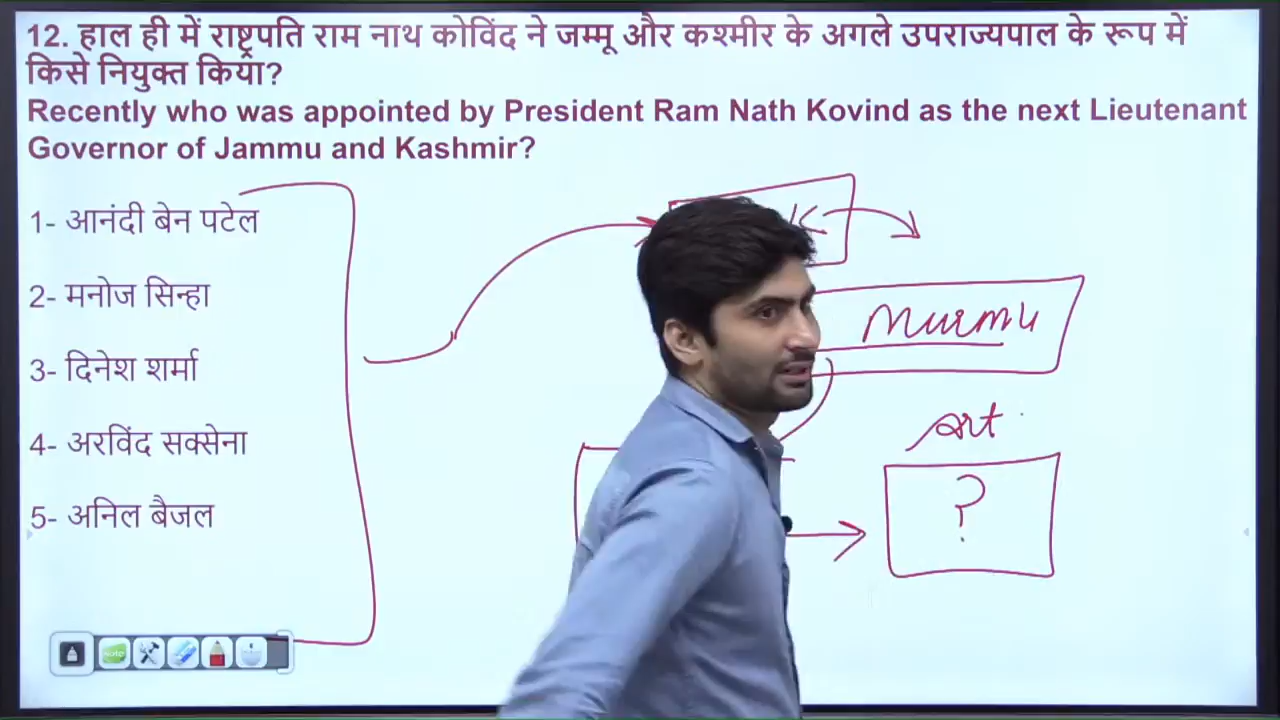 12. हाल ही में राष्ट्रपति राम नाथ कोविंद ने जम्मू और कश्मीर के अगले उपराज्यपाल के रूप में
किसे नियुक्त किया?
Recently who was appointed by President Ram Nath Kovind as the next Lieutenant
Governor of Jammu and Kashmir?
1- आनंदी बेन पटेल
2- मनोज सिन्हा
3- दिनेश शर्मा
4- अरविंद सक्सेना
5- अनिल बैजल
K
Murmu
Art
?